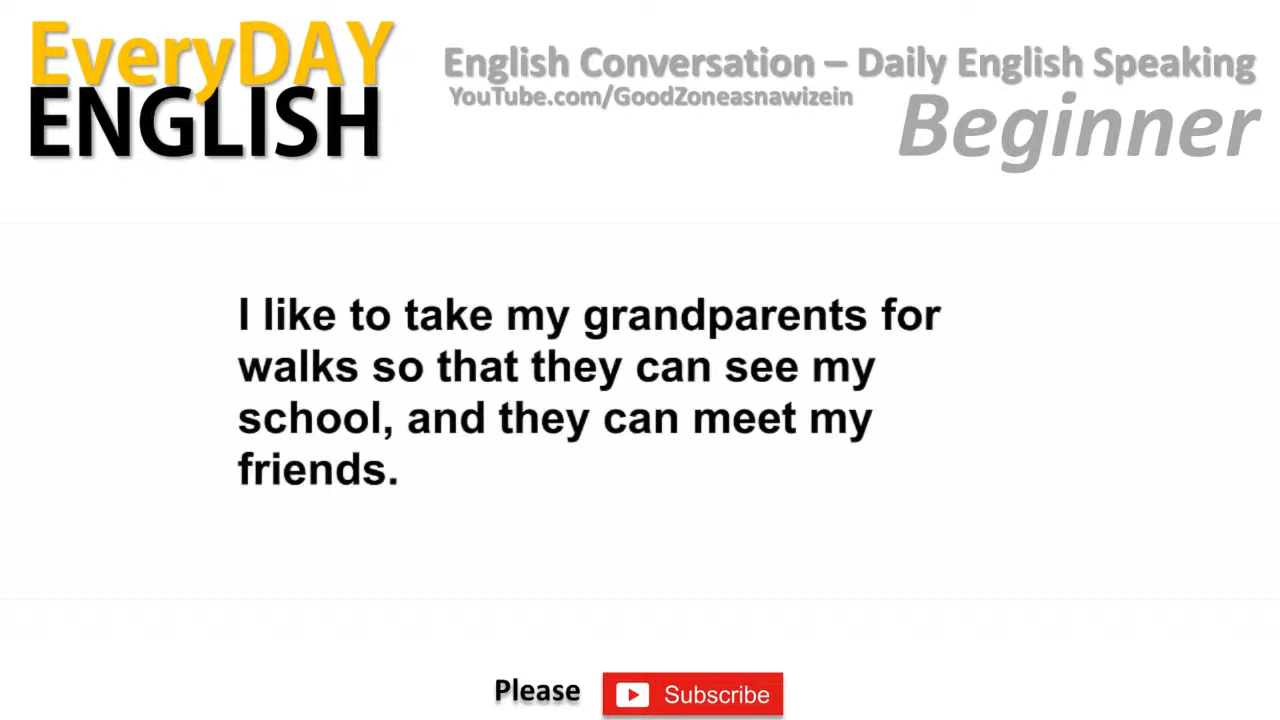 EveryDAY
ENGLISH
English Conversation – Daily English Speaking
YouTube.com/GoodZoneasnawizein
Beginner
I like to take my grandparents for
walks so that they can see my
school, and they can meet my
friends.
Please Subscribe